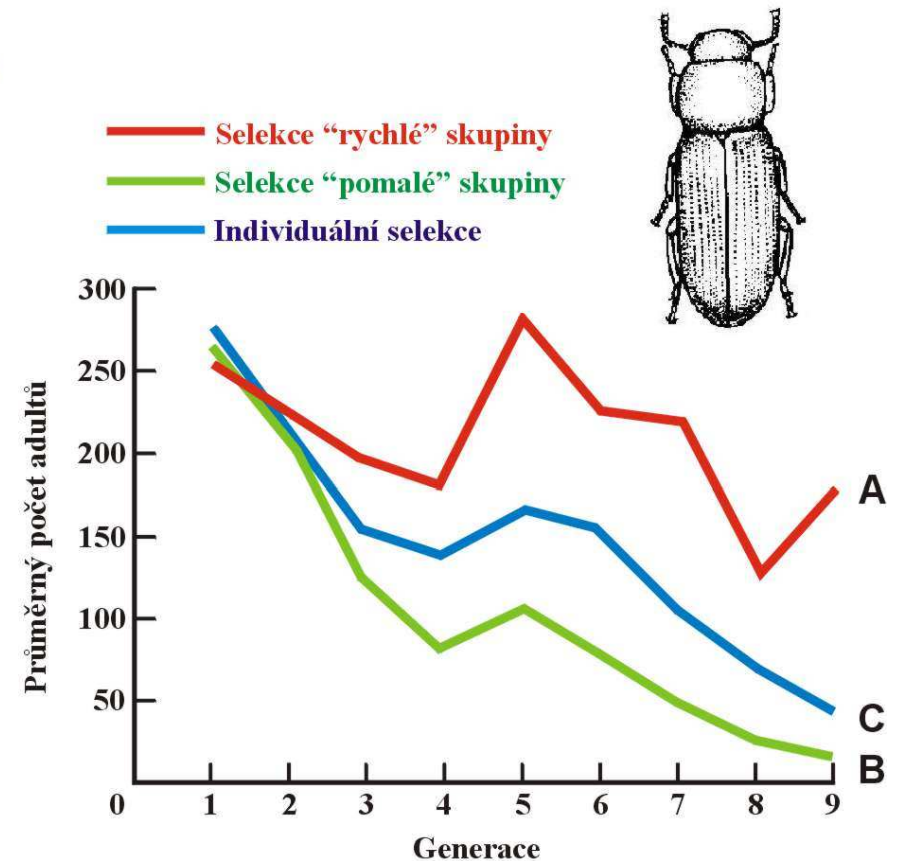 Selekce “rychlé” skupiny
Selekce “pomalé” skupiny
Individuální selekce
300
250
200
150
100
50
0
Průměrný počet adultů
A
C
B
1 2 3 4 5 6 7 8 9
Generace